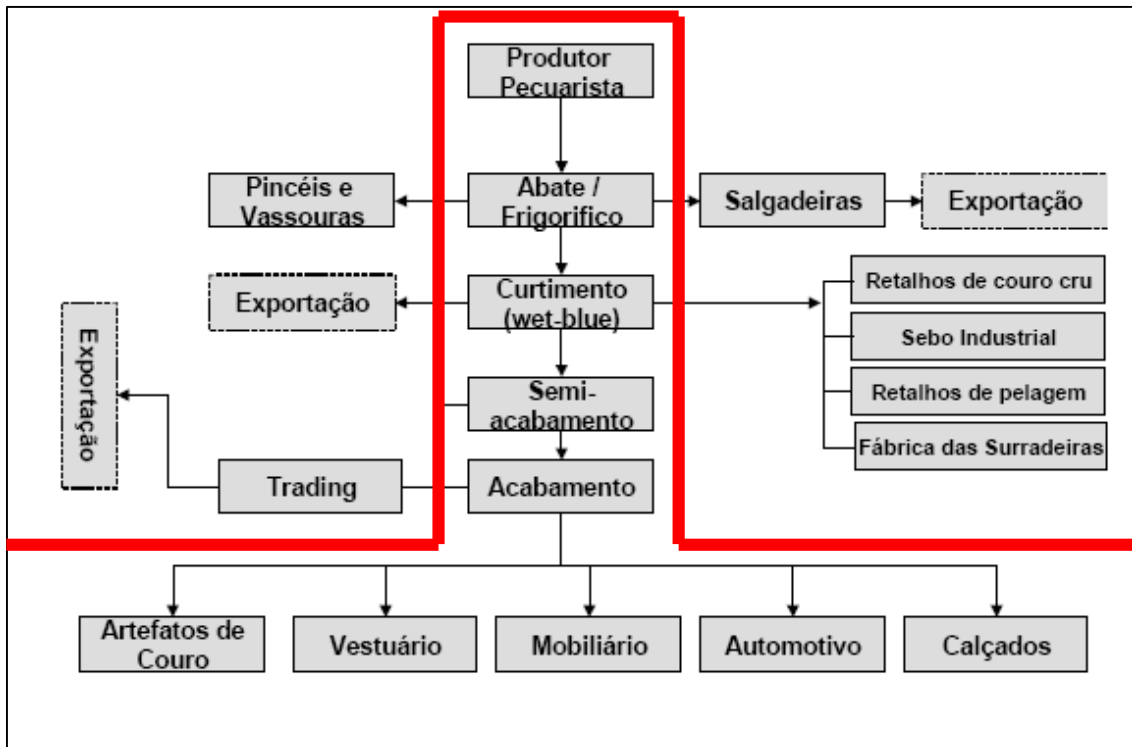 Produtor
Pecuarista
Pincéis e
Vassouras
Abate /
Frigorifico
Salgadeiras
Exportação
Exportação
Curtimento
(wet-blue)
Retalhos de couro cru
Sebo Industrial
Retalhos de pelagem
Fábrica das Surradeiras
Exportação
Semi-
acabamento
Trading
Acabamento
Artefatos de
Couro
Vestuário
Mobiliário
Automotivo
Calçados